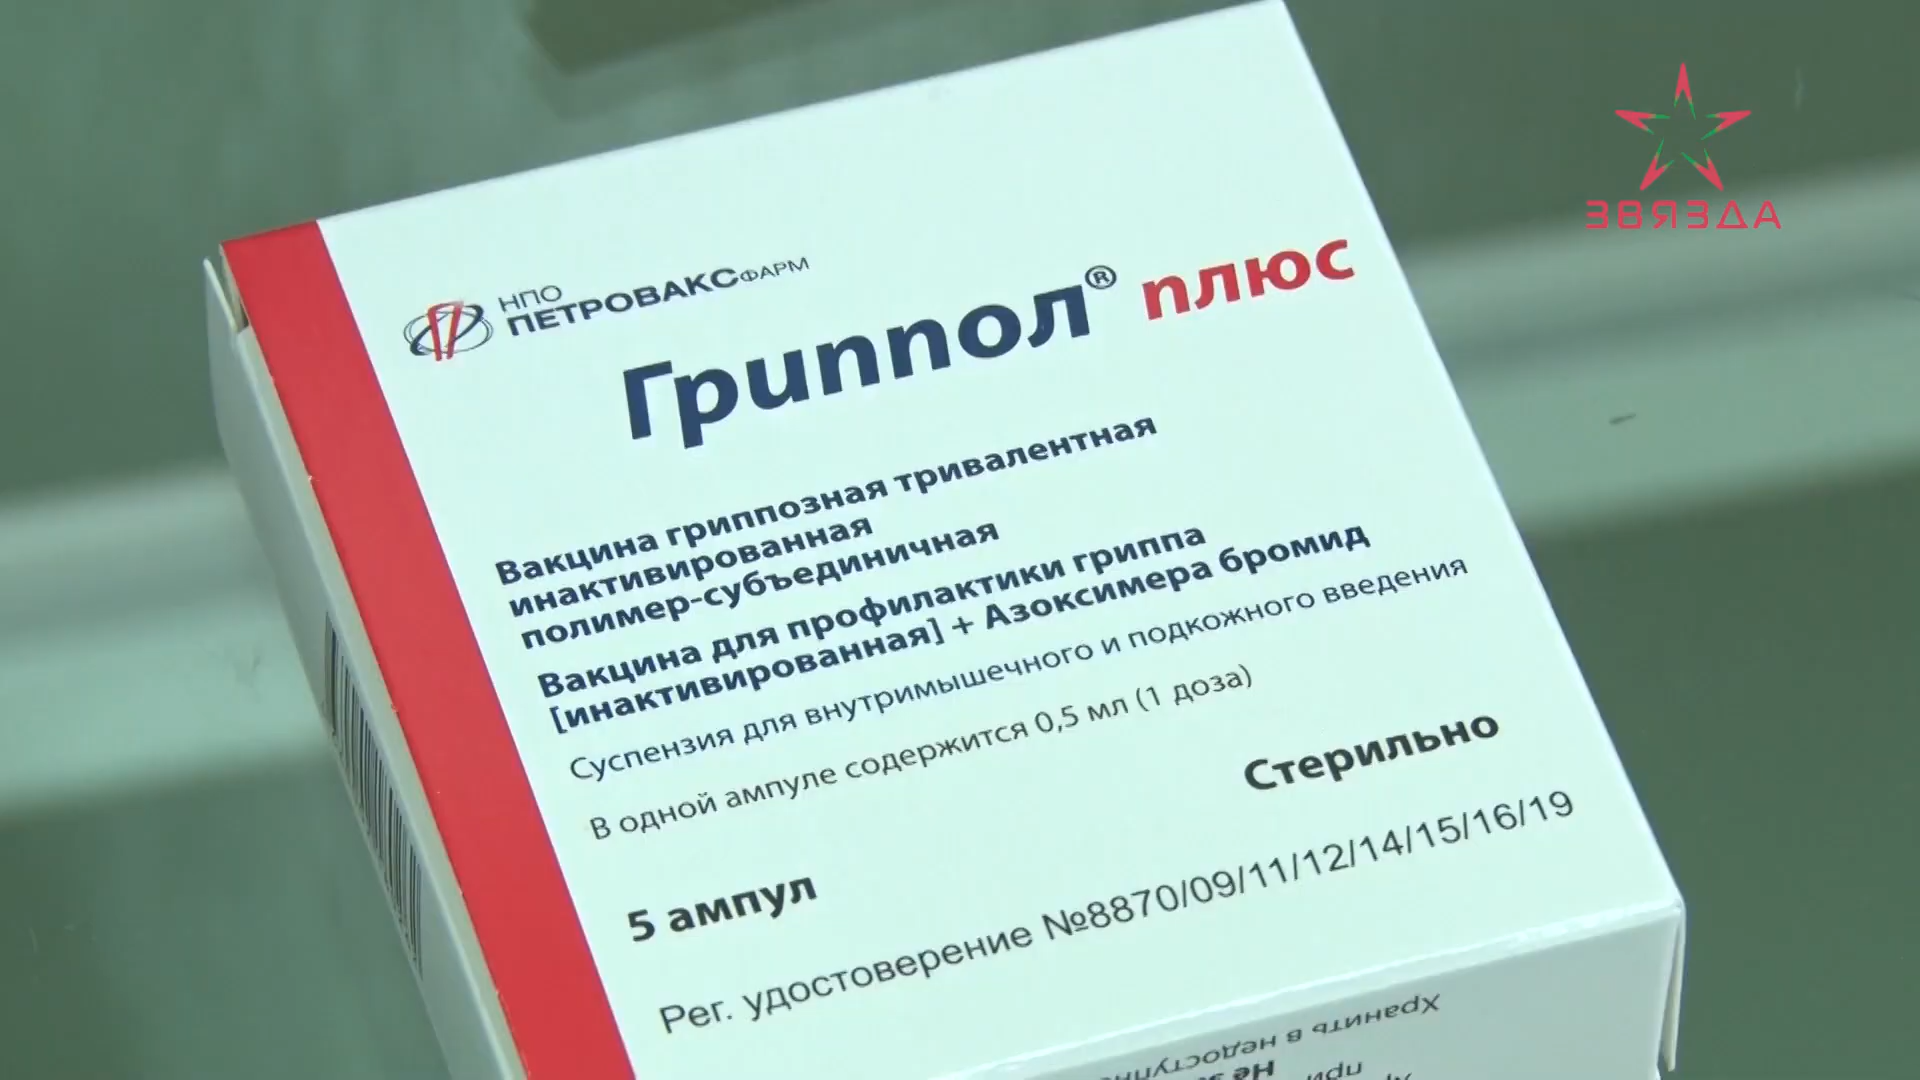 ЗВЯЗДА
НПО
ПЕТРОВАКСФАРМ
Гриппол® плюс
Вакцина гриппозная тривалентная
инактивированная
полимер-субъединичная
Вакцина для профилактики гриппа
[инактивированная] + Азоксимера бромид
Суспензия для внутримышечного и подкожного введения
В одной ампуле содержится 0,5 мл (1 доза)
Стерильно
5 ампул
Рег. удостоверение №8870/09/11/12/14/15/16/19
Хранить в
Не
при